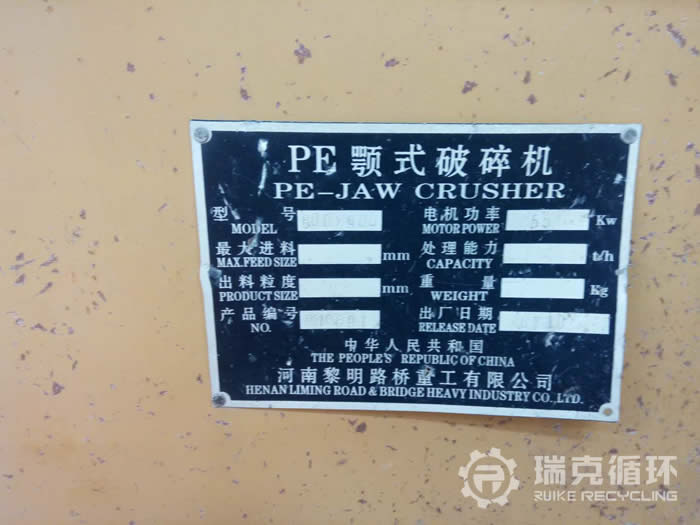 PE 颚式破碎机
PE-JAW CRUSHER
型号 MODEL
电机功率 MOTOR POWER Kw
最大进料 MAX.FEED SIZE mm
处理能力 CAPACITY t/h
出料粒度 PRODUCT SIZE mm
重量 WEIGHT Kg
产品编号 NO.
出厂日期 RELEASE DATE
中华人民共和国
THE PEOPLE'S REPUBLIC OF CHINA
河南黎明路桥重工有限公司
HENAN LIMING ROAD & BRIDGE HEAVY INDUSTRY CO.,LTD.
瑞克循环
RUIKE RECYCLING